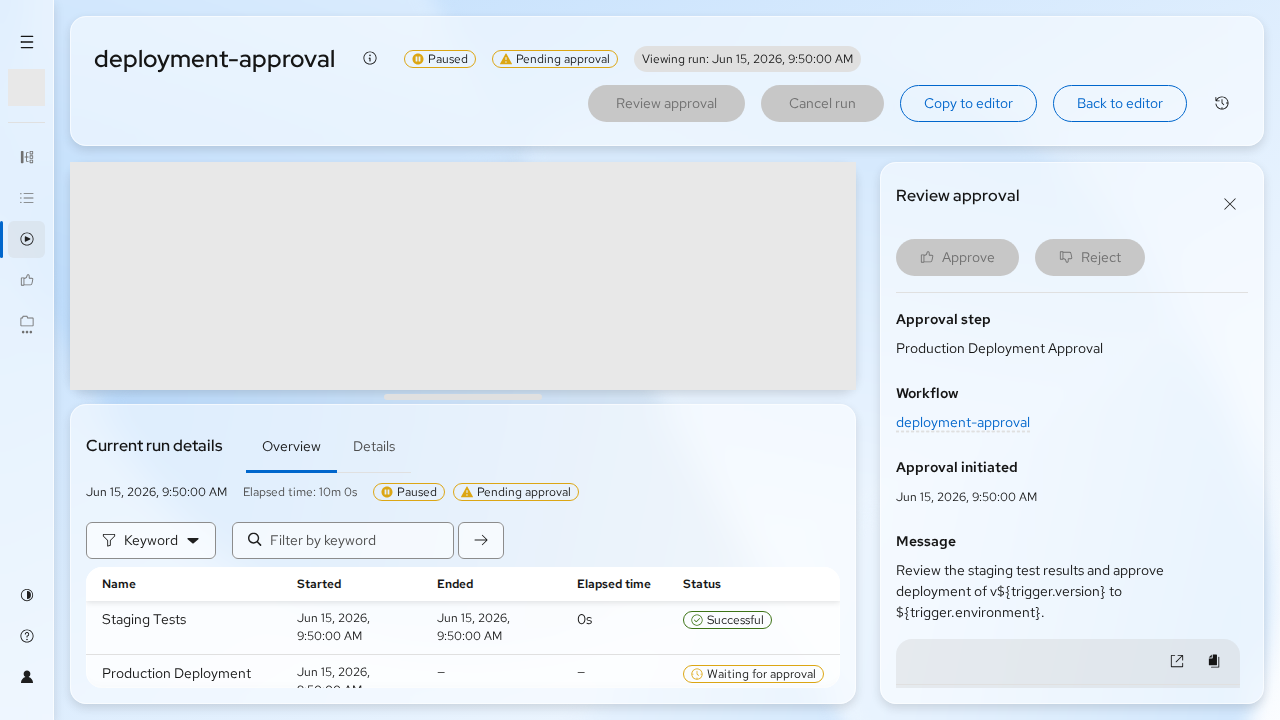 deployment-approval
Paused
Pending approval
Viewing run: Jun 15, 2026, 9:50:00 AM
Review approval
Cancel run
Copy to editor
Back to editor
Current run details
Overview
Details
Jun 15, 2026, 9:50:00 AM
Elapsed time: 10m 0s
Paused
Pending approval
Keyword
Filter by keyword
Name Started Ended Elapsed time Status
Staging Tests
Jun 15, 2026,
9:50:00 AM
Jun 15, 2026,
9:50:00 AM
0s
Successful
Production Deployment
Jun 15, 2026,
9:50:00 AM
—
—
Waiting for approval
Review approval
Approve
Reject
Approval step
Production Deployment Approval
Workflow
deployment-approval
Approval initiated
Jun 15, 2026, 9:50:00 AM
Message
Review the staging test results and approve
deployment of v${trigger.version} to
${trigger.environment}.